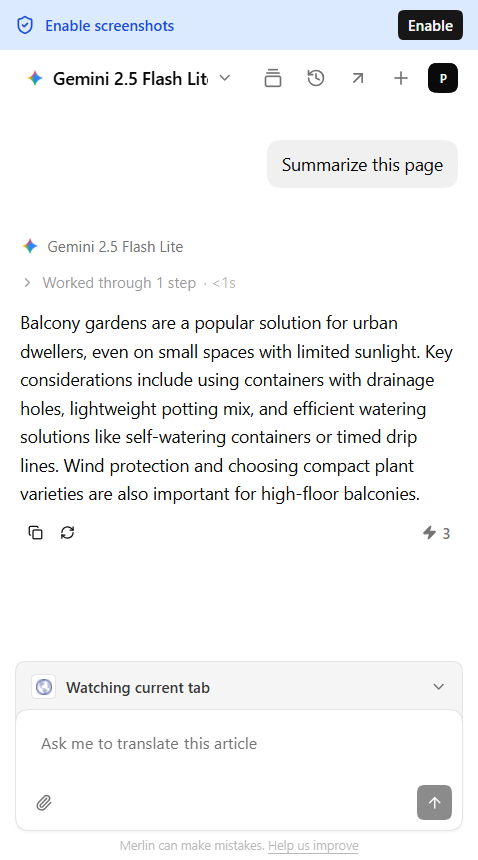 Enable screenshots
Enable
Gemini 2.5 Flash Lit
P
Summarize this page
Gemini 2.5 Flash Lite
Worked through 1 step · <1s
Balcony gardens are a popular solution for urban
dwellers, even on small spaces with limited sunlight. Key
considerations include using containers with drainage
holes, lightweight potting mix, and efficient watering
solutions like self-watering containers or timed drip
lines. Wind protection and choosing compact plant
varieties are also important for high-floor balconies.
3
Watching current tab
Ask me to translate this article
Merlin can make mistakes. Help us improve